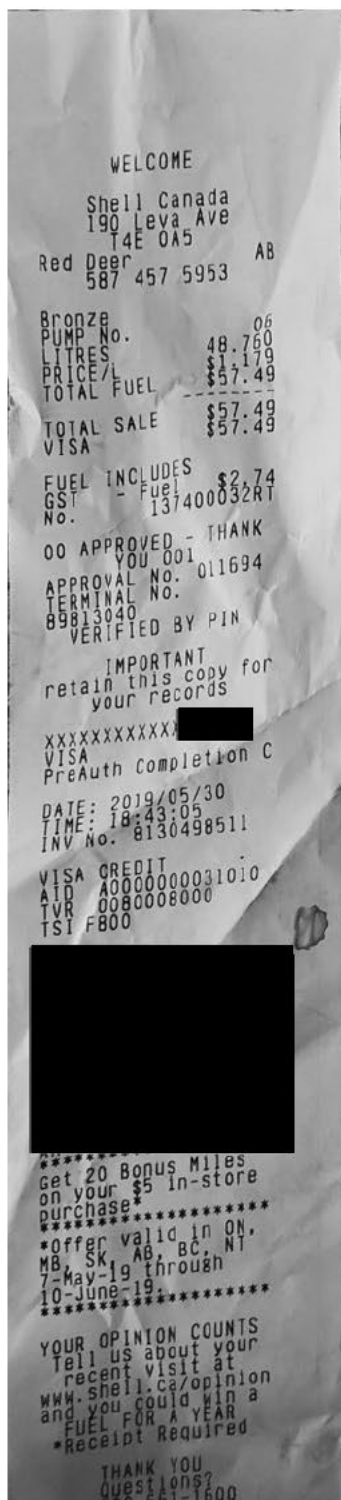 WELCOME
Shell Canada
190 Leva Ave
T4E 0A5
Red Deer AB
587 457 5953
Bronze
PUMP No. 06
LITRES 48.760
PRICE/L $1.179
TOTAL FUEL $57.49
TOTAL SALE $57.49
VISA $57.49
FUEL INCLUDES
GST - Fuel $2.74
No. 137400032RT
00 APPROVED - THANK
YOU 001
APPROVAL No. 011694
TERMINAL No.
89813040
VERIFIED BY PIN
IMPORTANT
retain this copy for
your records
XXXXXXXXXXXX
VISA
PreAuth Completion C
DATE: 2019/05/30
TIME: 18:43:05
INV No. 8130498511
VISA CREDIT
AID A0000000031010
TVR 0080008000
TSI F800
Get 20 Bonus Miles
on your $5 in-store
purchase*
********************
*Offer valid in ON,
MB, SK, AB, BC, NT
7-May-19 through
10-June-19.
********************
YOUR OPINION COUNTS
Tell us about your
recent visit at
www.shell.ca/opinion
and you could win a
FUEL FOR A YEAR
*Receipt Required
THANK YOU
Questions?